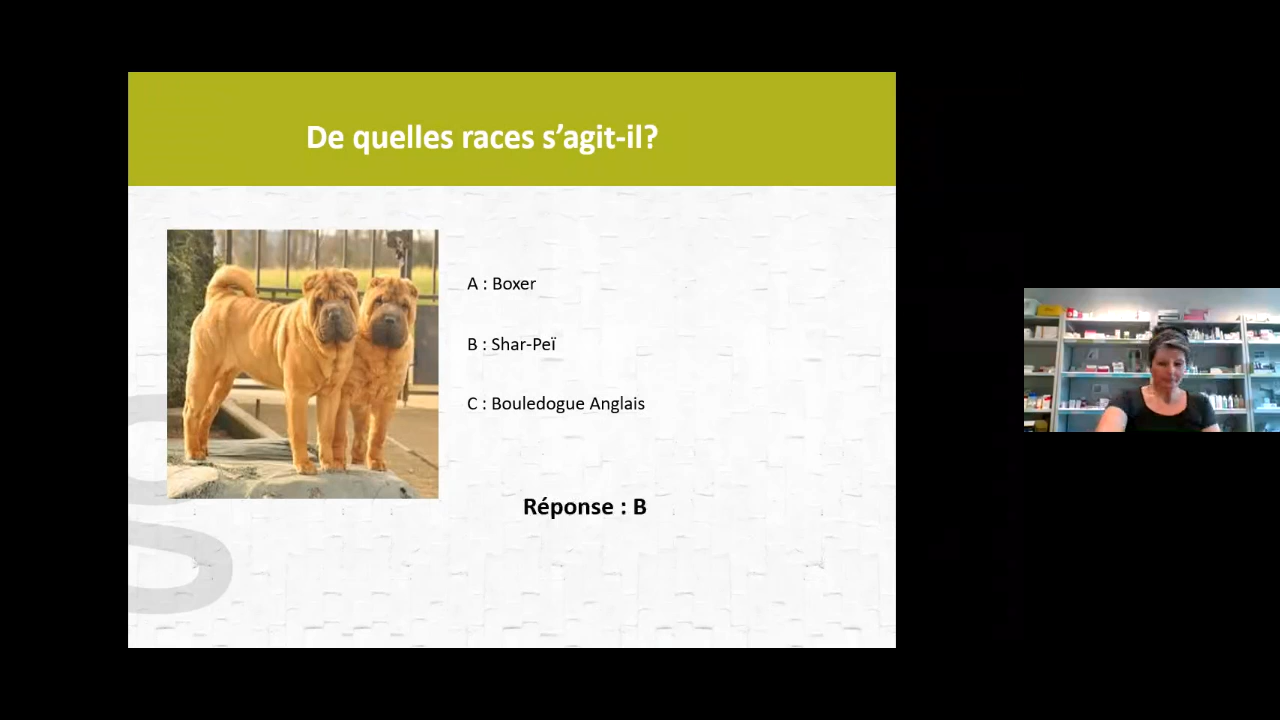 De quelles races s’agit-il?
A : Boxer
B : Shar-Peï
C : Bouledogue Anglais
Réponse : B